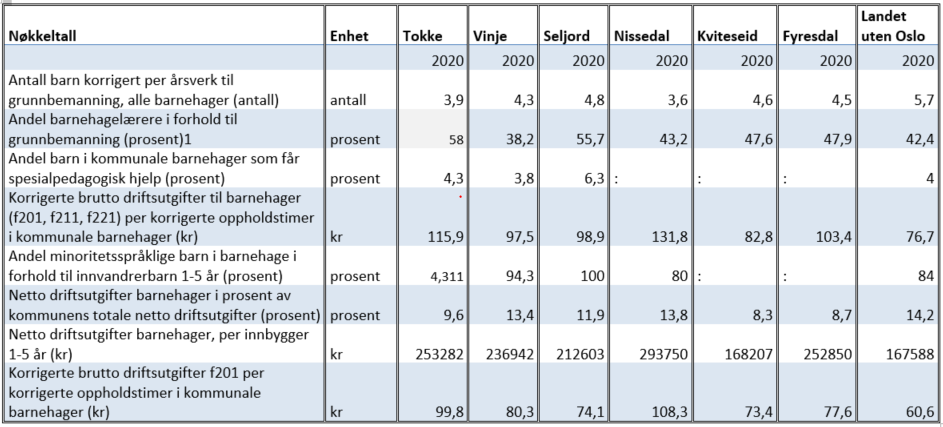 Nøkkeltall Enhet Tokke Vinje Seljord Nissedal Kviteseid Fyresdal Landet uten Oslo
2020 2020 2020 2020 2020 2020 2020
Antall barn korrigert per årsverk til
grunnbemanning, alle barnehager (antall) antall 3,9 4,3 4,8 3,6 4,6 4,5 5,7
Andel barnehagelærere i forhold til
grunnbemanning (prosent)1 prosent 58 38,2 55,7 43,2 47,6 47,9 42,4
Andel barn i kommunale barnehager som får
spesialpedagogisk hjelp (prosent) prosent 4,3 3,8 6,3 : : : 4
Korrigerte brutto driftsutgifter til barnehager
(f201, f211, f221) per korrigerte oppholdstimer
i kommunale barnehager (kr) kr 115,9 97,5 98,9 131,8 82,8 103,4 76,7
Andel minoritetsspråklige barn i barnehage i
forhold til innvandrerbarn 1-5 år (prosent) prosent 4,311 94,3 100 80 : : 84
Netto driftsutgifter barnehager i prosent av
kommunens totale netto driftsutgifter (prosent) prosent 9,6 13,4 11,9 13,8 8,3 8,7 14,2
Netto driftsutgifter barnehager, per innbygger
1-5 år (kr) kr 253282 236942 212603 293750 168207 252850 167588
Korrigerte brutto driftsutgifter f201 per
korrigerte oppholdstimer i kommunale
barnehager (kr) kr 99,8 80,3 74,1 108,3 73,4 77,6 60,6